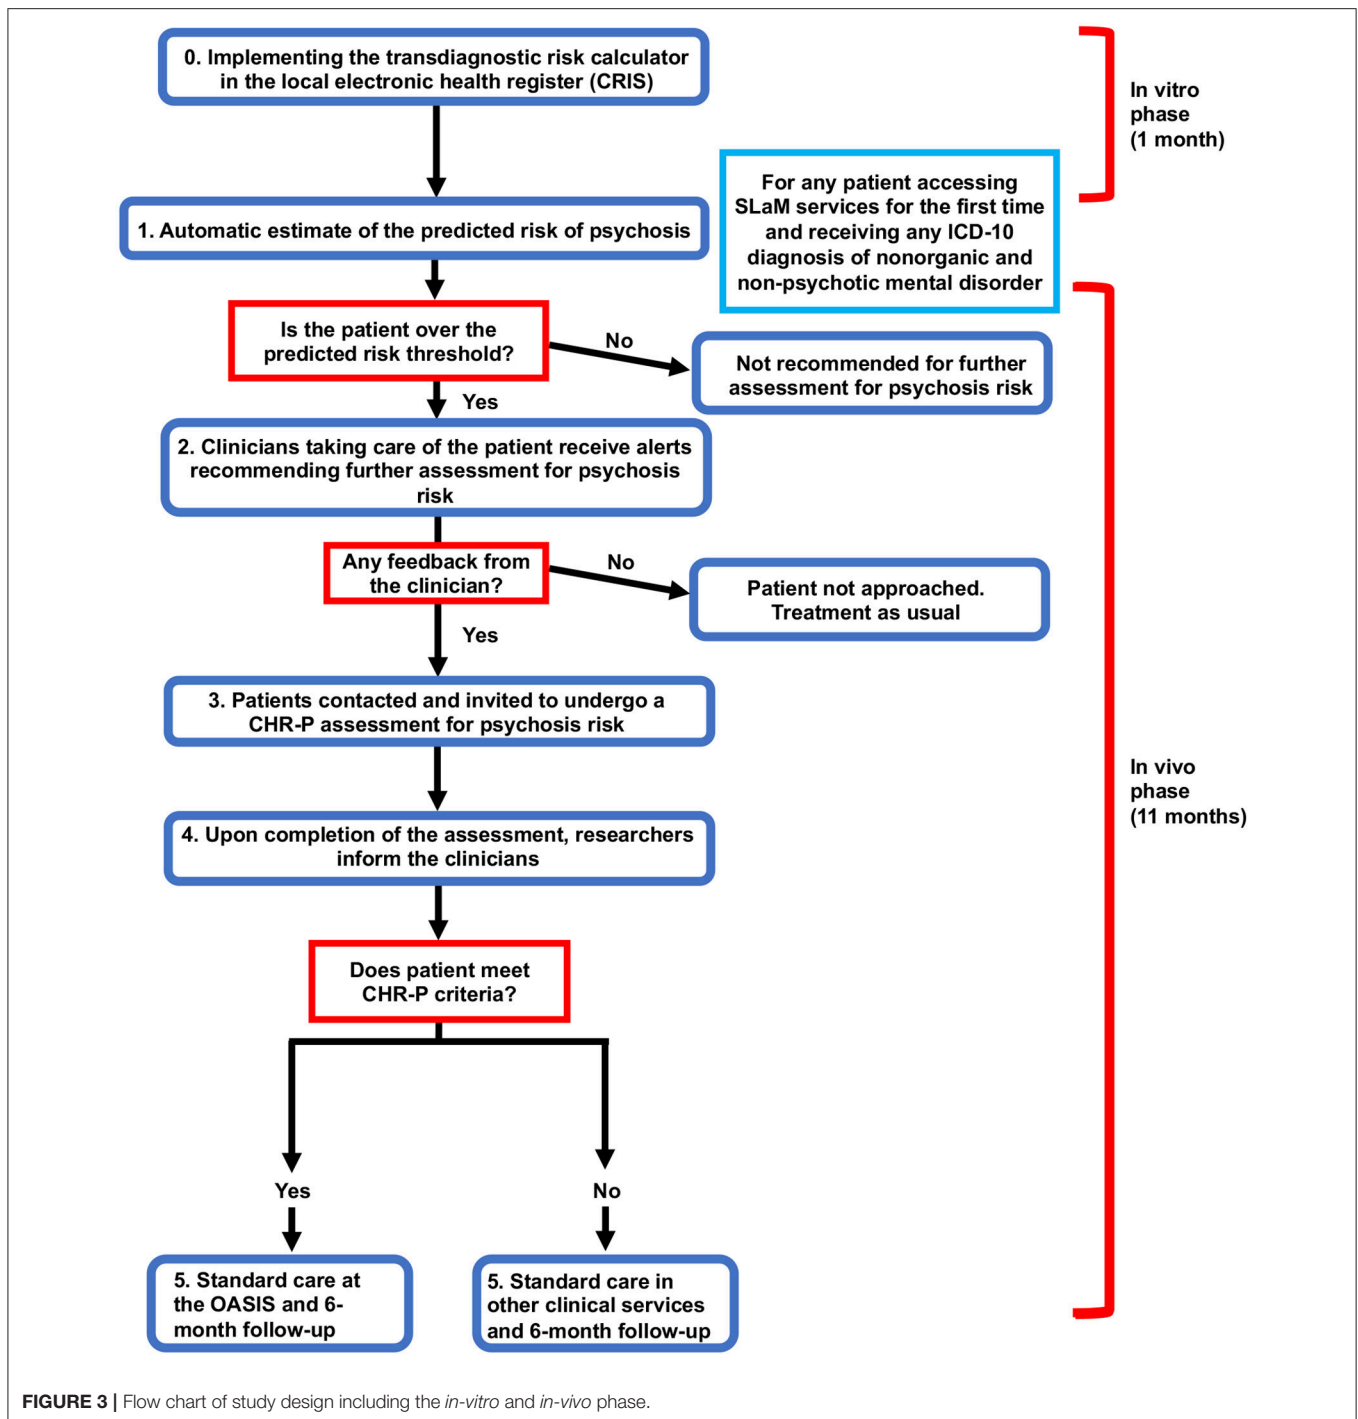 0. Implementing the transdiagnostic risk calculator
in the local electronic health register (CRIS)
In vitro
phase
(1 month)
For any patient accessing
SLaM services for the first time
and receiving any ICD-10
diagnosis of nonorganic and
non-psychotic mental disorder
1. Automatic estimate of the predicted risk of psychosis
Is the patient over the
predicted risk threshold?
No
Not recommended for further
assessment for psychosis risk
Yes
2. Clinicians taking care of the patient receive alerts
recommending further assessment for psychosis
risk
Any feedback from
the clinician?
No
Patient not approached.
Treatment as usual
Yes
3. Patients contacted and invited to undergo a
CHR-P assessment for psychosis risk
In vivo
phase
(11 months)
4. Upon completion of the assessment, researchers
inform the clinicians
Does patient meet
CHR-P criteria?
Yes
No
5. Standard care at
the OASIS and 6-
month follow-up
5. Standard care in
other clinical services
and 6-month follow-up
FIGURE 3 | Flow chart of study design including the in-vitro and in-vivo phase.